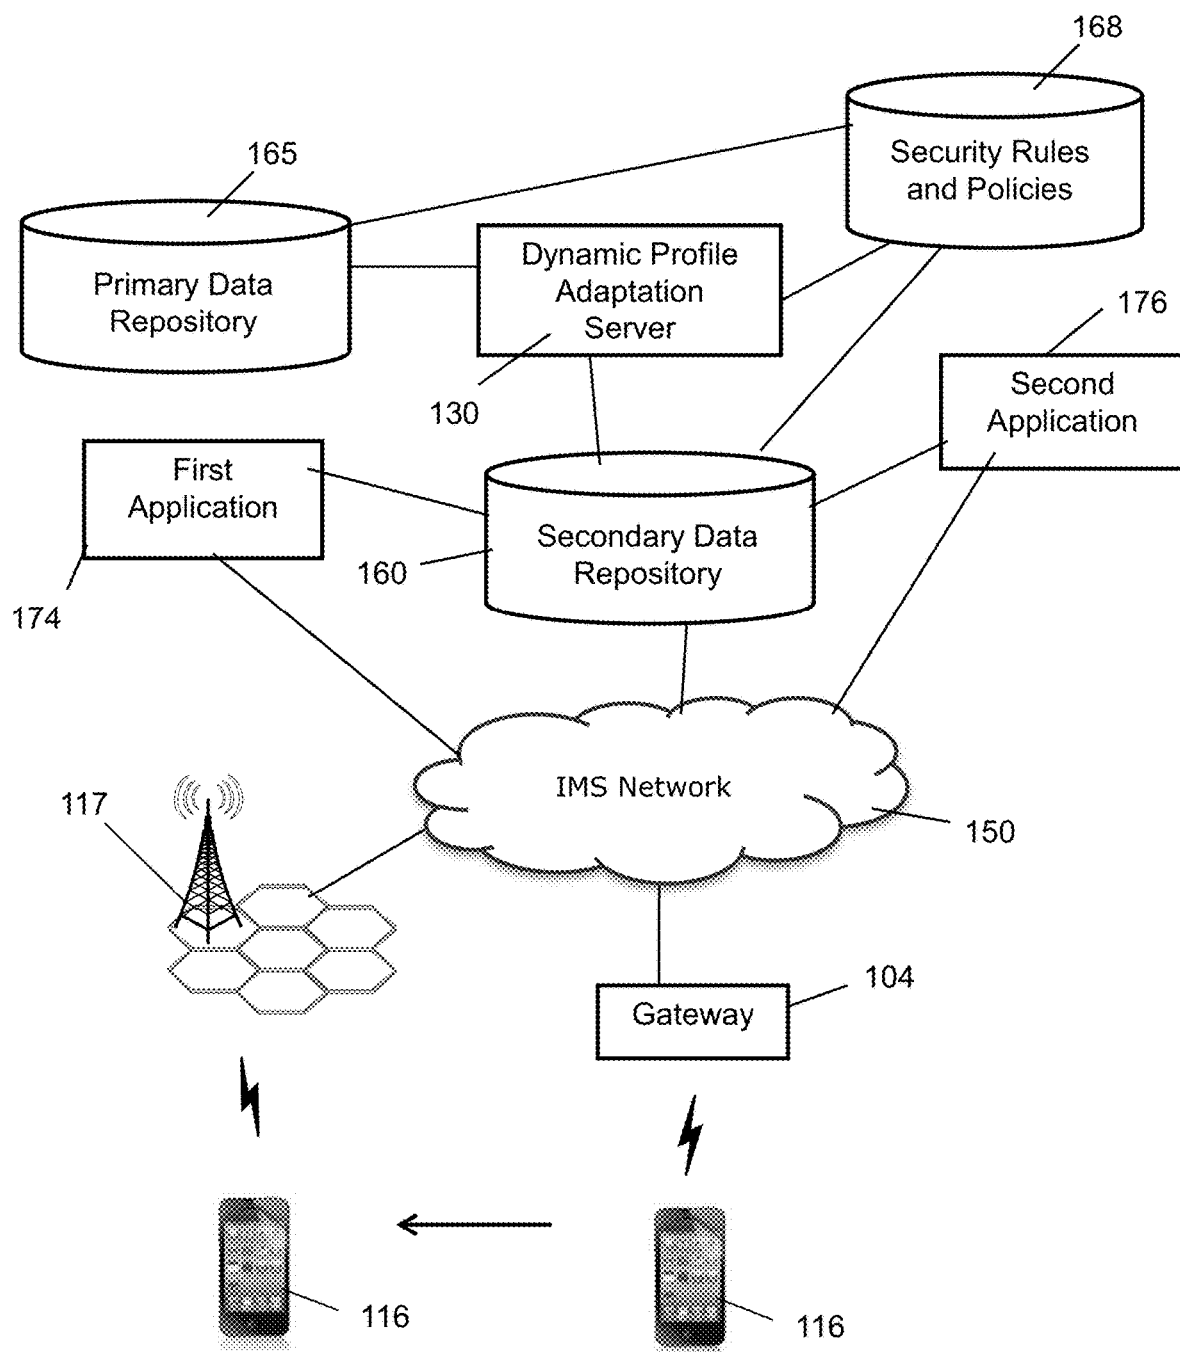 168
Security Rules
and Policies
165
Primary Data
Repository
Dynamic Profile
Adaptation
Server
130
176
Second
Application
First
Application
174
Secondary Data
Repository
160
IMS Network
150
117
104
Gateway
116
116